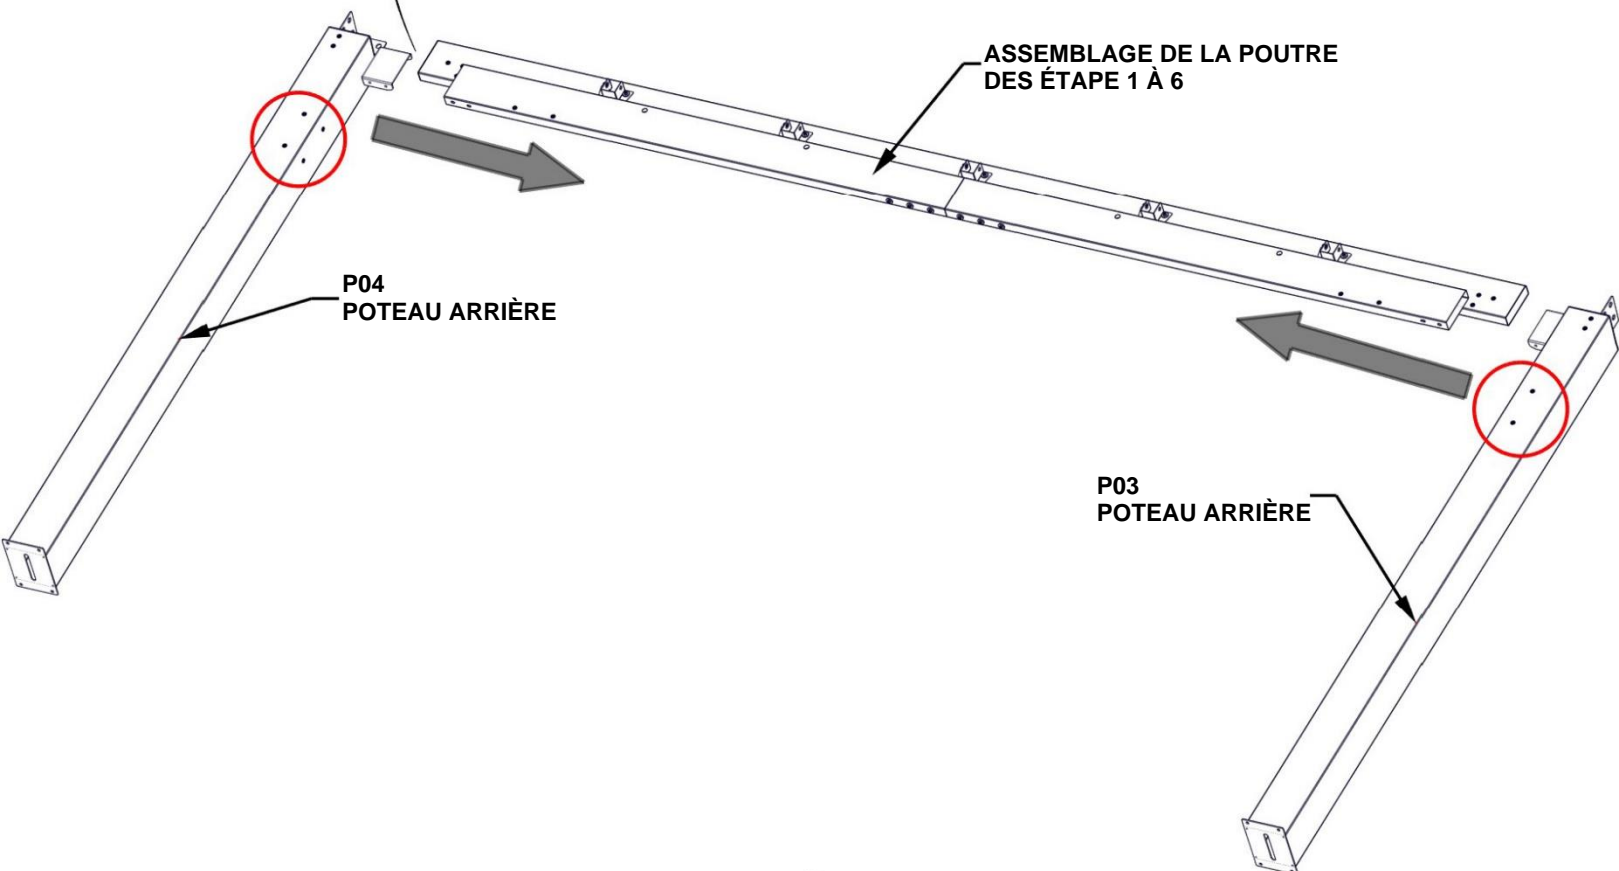 ASSEMBLAGE DE LA POUTRE
DES ÉTAPE 1 À 6
P04
POTEAU ARRIÈRE
P03
POTEAU ARRIÈRE